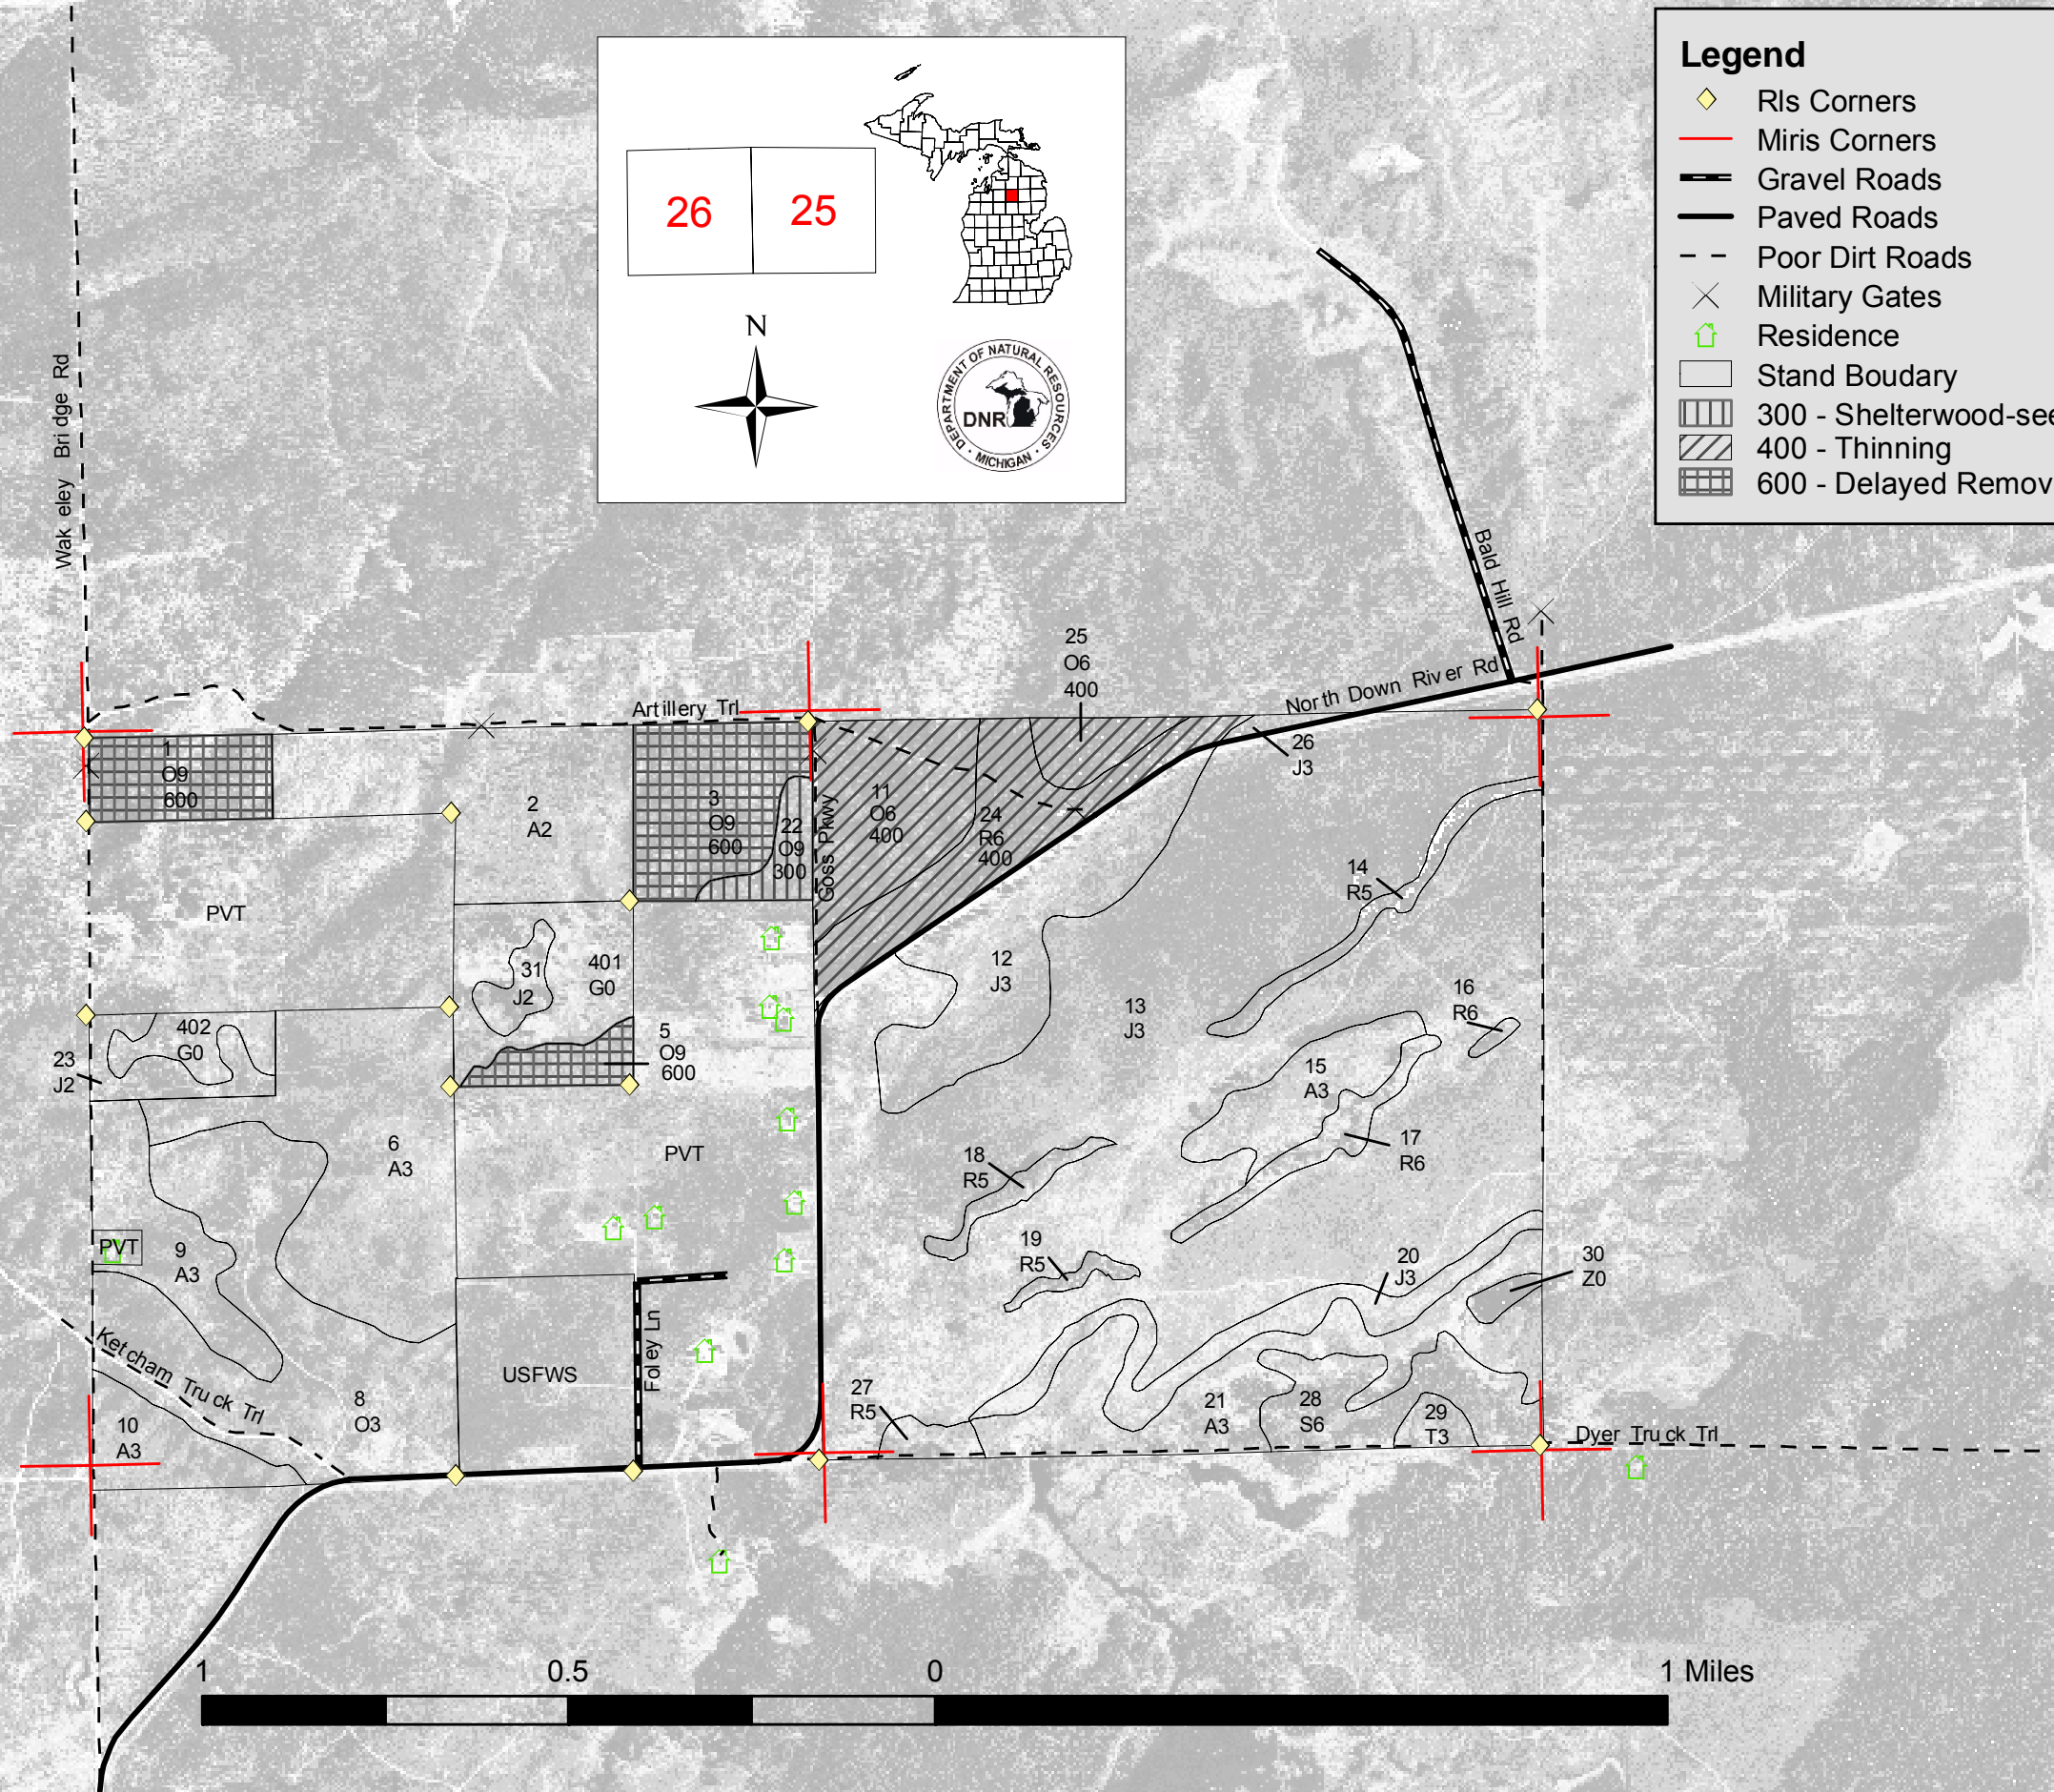 Legend
Rls Corners
Miris Corners
Gravel Roads
Paved Roads
Poor Dirt Roads
Military Gates
Residence
Stand Boudary
300 - Shelterwood-see
400 - Thinning
600 - Delayed Remov
26
25
N
DEPARTMENT OF NATURAL RESOURCES
DNR
• MICHIGAN •
Wakeley Bridge Rd
Bald Hill Rd
North Down River Rd
Artillery Trl
25
O6
400
26
J3
1
O9
600
2
A2
3
O9
600
22
O9
300
Goss Pkwy
11
O6
400
24
R6
400
14
R5
PVT
31
J2
401
G0
12
J3
13
J3
16
R6
402
G0
23
J2
5
O9
600
15
A3
6
A3
PVT
17
R6
18
R5
PVT
9
A3
19
R5
20
J3
30
Z0
Ketcham Truck Trl
USFWS
Foley Ln
8
O3
10
A3
27
R5
21
A3
28
S6
29
T3
Dyer Truck Trl
1
0.5
0
1 Miles